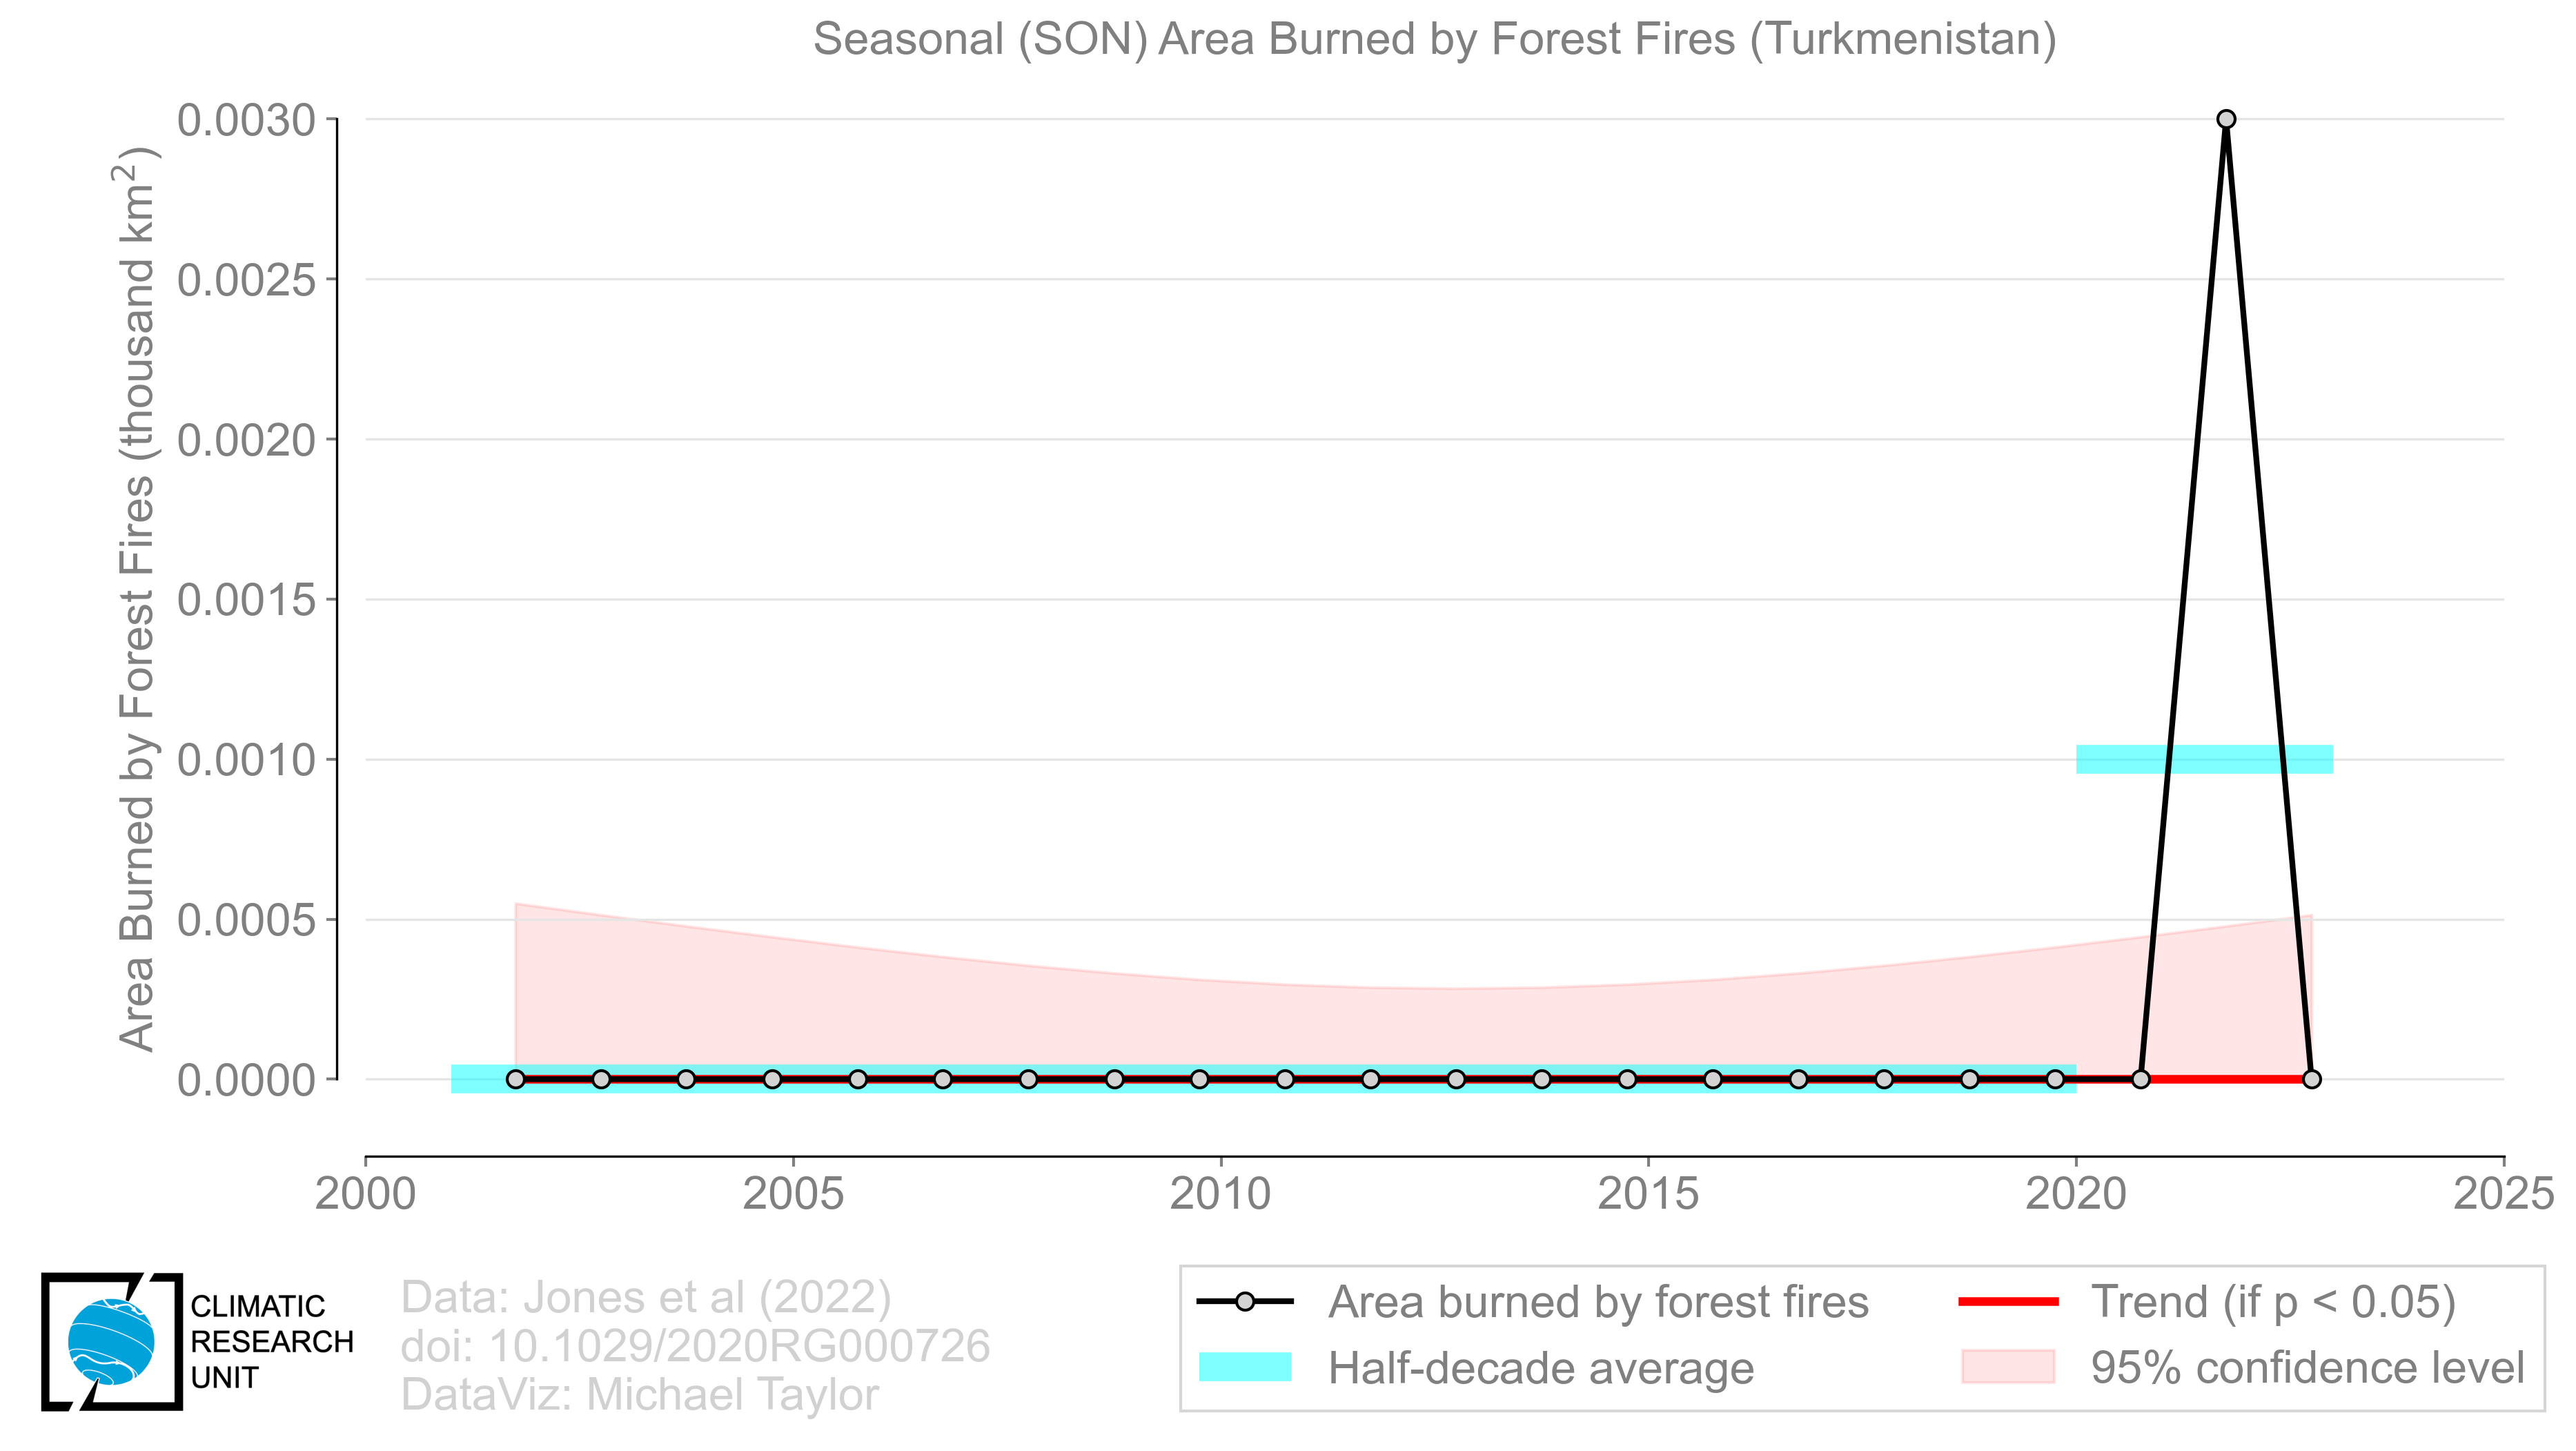 Seasonal (SON) Area Burned by Forest Fires (Turkmenistan)
Area Burned by Forest Fires (thousand km²)
0.0030
0.0025
0.0020
0.0015
0.0010
0.0005
0.0000
2000 2005 2010 2015 2020 2025
CLIMATIC
RESEARCH
UNIT
Data: Jones et al (2022)
doi: 10.1029/2020RG000726
DataViz: Michael Taylor
Area burned by forest fires
Half-decade average
Trend (if p < 0.05)
95% confidence level